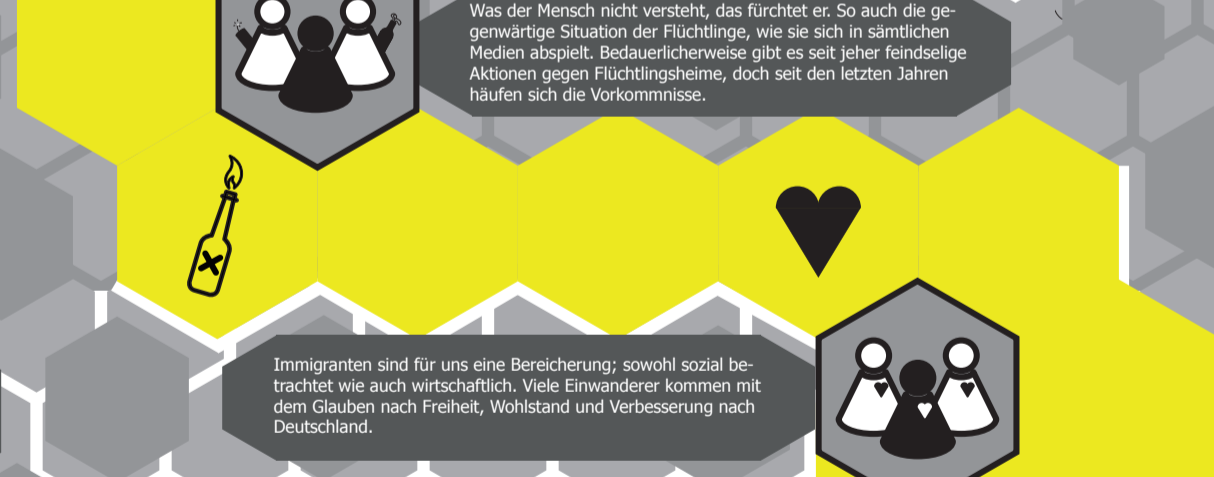 Was der Mensch nicht versteht, das fürchtet er. So auch die ge-
genwärtige Situation der Flüchtlinge, wie sie sich in sämtlichen
Medien abspielt. Bedauerlicherweise gibt es seit jeher feindselige
Aktionen gegen Flüchtlingsheime, doch seit den letzten Jahren
häufen sich die Vorkommnisse.
Immigranten sind für uns eine Bereicherung; sowohl sozial be-
trachtet wie auch wirtschaftlich. Viele Einwanderer kommen mit
dem Glauben nach Freiheit, Wohlstand und Verbesserung nach
Deutschland.